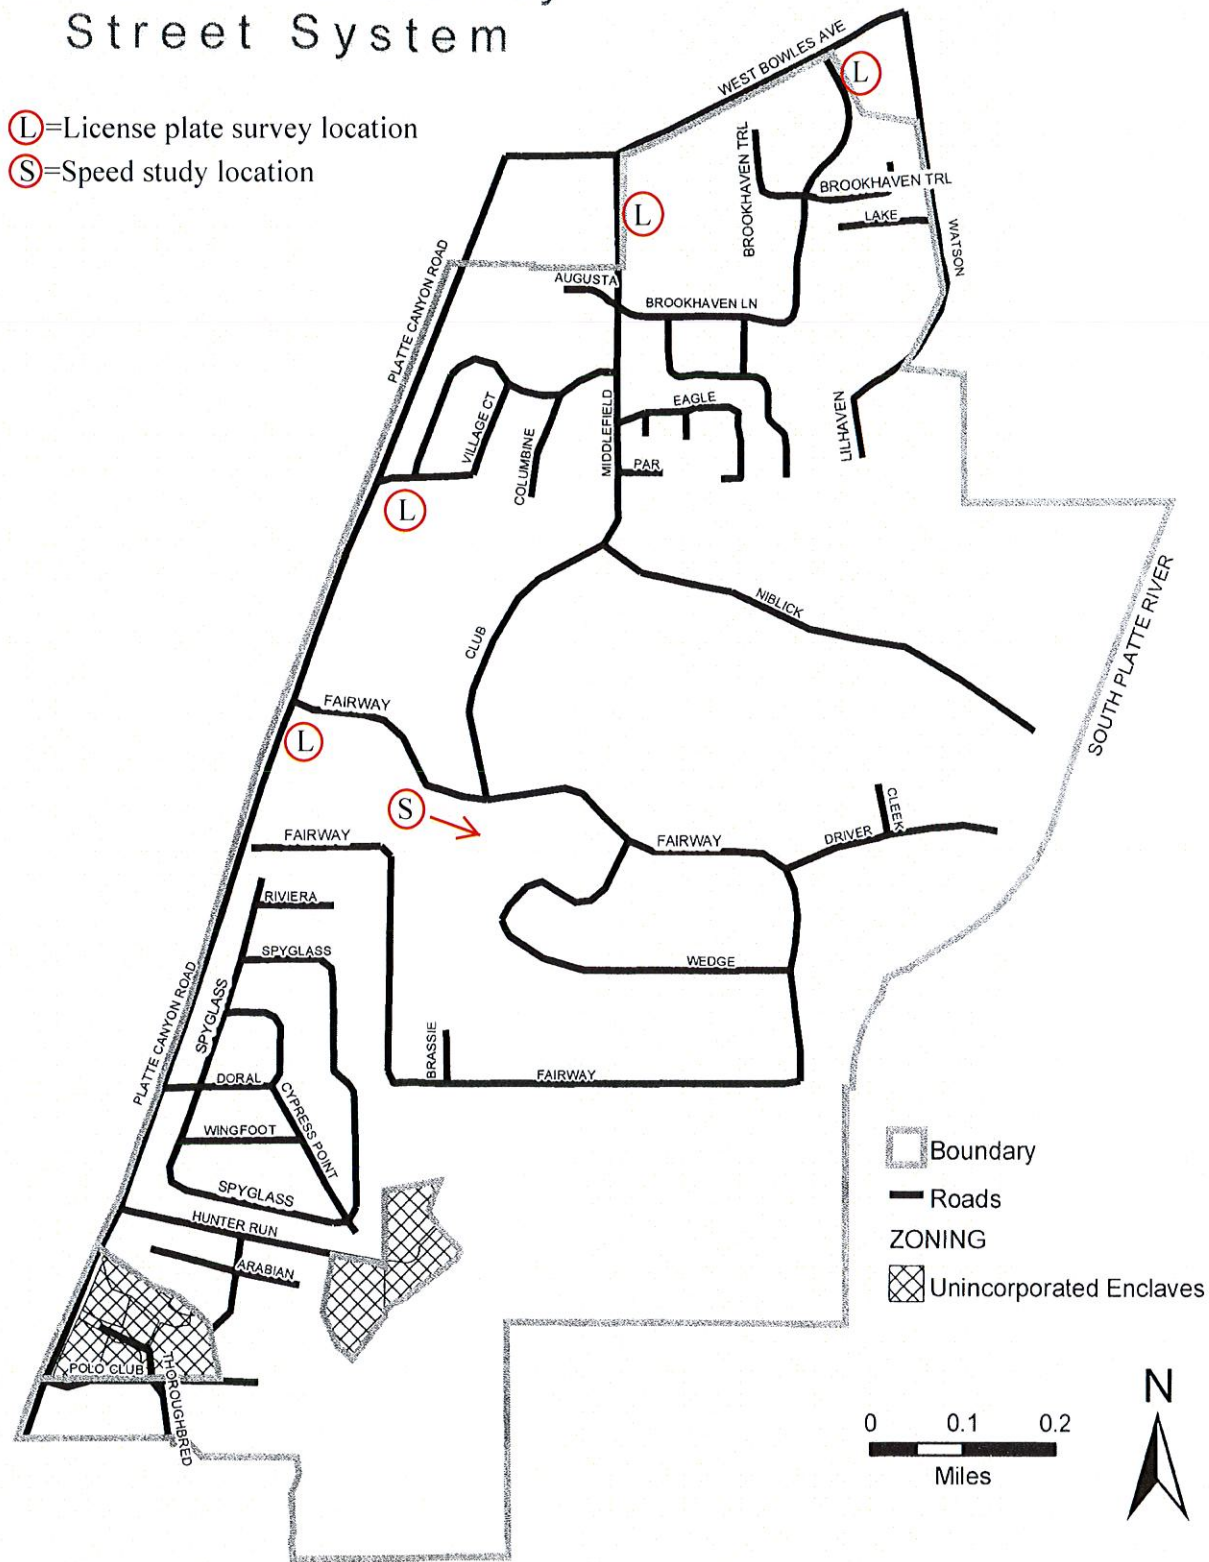 Street System
L=License plate survey location
S=Speed study location
WEST BOWLES AVE
L
BROOKHAVEN TRL
BROOKHAVEN TRL
L
LAKE
WATSON
PLATTE CANYON ROAD
AUGUSTA
BROOKHAVEN LN
EAGLE
VILLAGE CT
COLUMBINE
MIDDLEFIELD
PAR
LILHAVEN
L
CLUB
NIBLICK
SOUTH PLATTE RIVER
FAIRWAY
L
S
FAIRWAY
FAIRWAY
DRIVER
CLEEK
RIVIERA
SPYGLASS
WEDGE
SPYGLASS
PLATTE CANYON ROAD
BRASSIE
FAIRWAY
DORAL
CYPRESS POINT
WINGFOOT
SPYGLASS
HUNTER RUN
ARABIAN
POLO CLUB
THOROUGHBRED
Boundary
Roads
ZONING
Unincorporated Enclaves
N
0 0.1 0.2
Miles